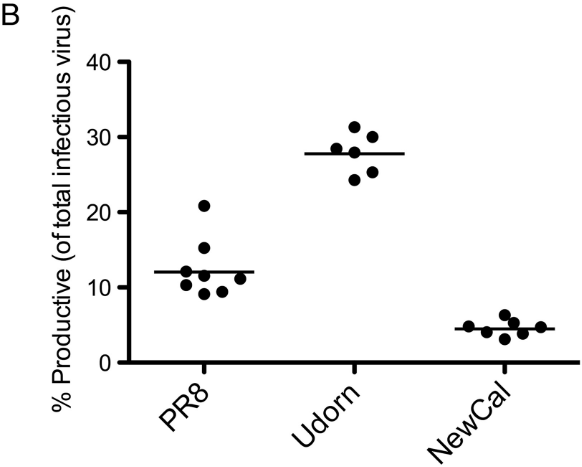 B
% Productive (of total infectious virus)
40
30
20
10
0
PR8
Udorn
NewCal